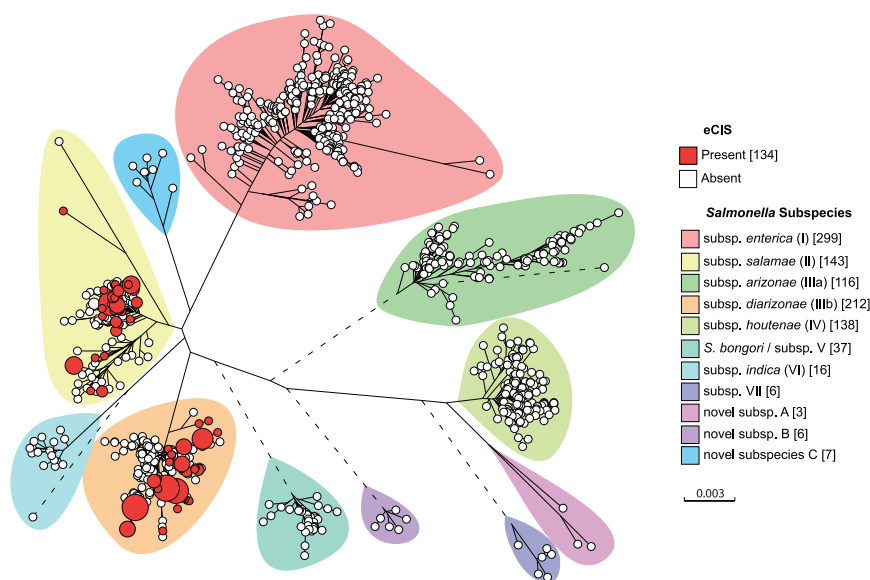 eCIS
Present [134]
Absent
Salmonella Subspecies
subsp. enterica (I) [299]
subsp. salamae (II) [143]
subsp. arizonae (IIIa) [116]
subsp. diarizonae (IIIb) [212]
subsp. houtenae (IV) [138]
S. bongori / subsp. V [37]
subsp. indica (VI) [16]
subsp. VII [6]
novel subsp. A [3]
novel subsp. B [6]
novel subspecies C [7]
0.003